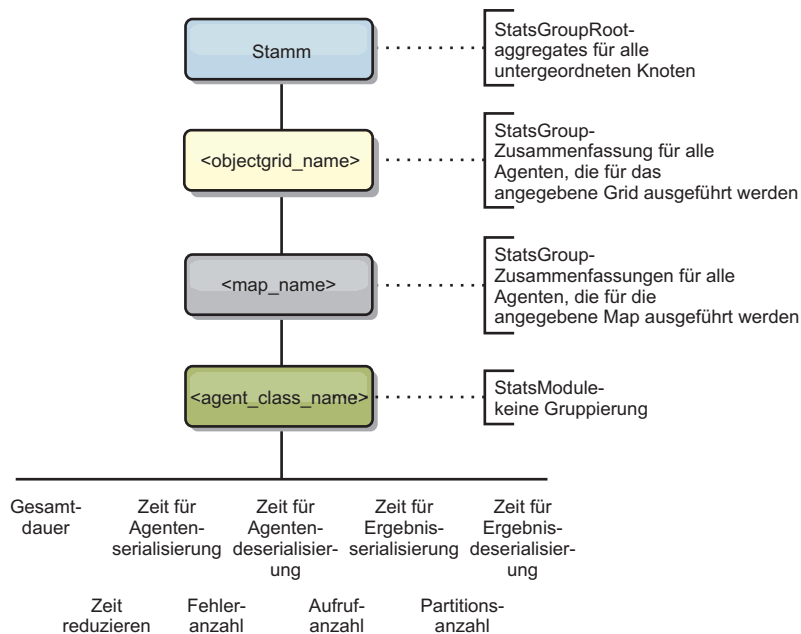 Stamm
StatsGroupRoot-
aggregates für alle
untergeordneten Knoten
<objectgrid_name>
StatsGroup-
Zusammenfassung für alle
Agenten, die für das
angegebene Grid ausgeführt werden
<map_name>
StatsGroup-
Zusammenfassungen für alle
Agenten, die für die
angegebene Map ausgeführt werden
<agent_class_name>
StatsModule-
keine Gruppierung
Gesamt-
dauer
Zeit für
Agenten-
serialisierung
Zeit für
Agenten-
deserialisier-
ung
Zeit für
Ergebnis-
serialisierung
Zeit für
Ergebnis-
deserialisier-
ung
Zeit
reduzieren
Fehler-
anzahl
Aufruf-
anzahl
Partitions-
anzahl